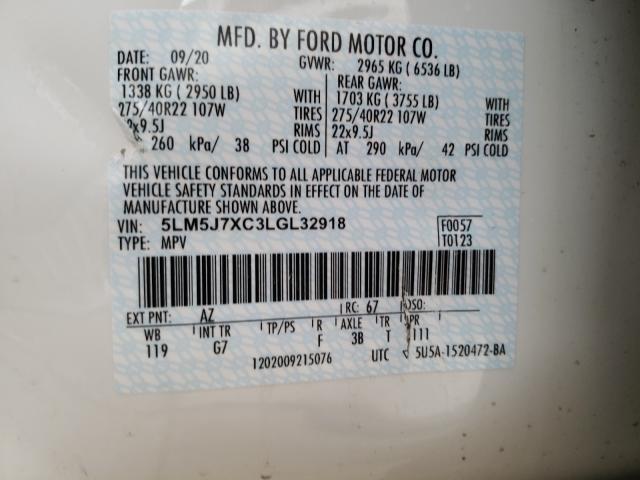 MFD. BY FORD MOTOR CO.
DATE: 09/20 GVWR: 2965 KG ( 6536 LB)
FRONT GAWR: REAR GAWR:
1338 KG ( 2950 LB) WITH 1703 KG ( 3755 LB) WITH
275/40R22 107W TIRES 275/40R22 107W TIRES
22x9.5J RIMS 22x9.5J RIMS
260 kPa/ 38 PSI COLD AT 290 kPa/ 42 PSI COLD
THIS VEHICLE CONFORMS TO ALL APPLICABLE FEDERAL MOTOR
VEHICLE SAFETY STANDARDS IN EFFECT ON THE DATE OF
MANUFACTURE SHOWN ABOVE.
VIN: 5LM5J7XC3LGL32918 F0057
TYPE: MPV T0123
EXT PNT: AZ RC: 67 DSO:
WB INT TR TP/PS R AXLE TR SPR
119 G7 F 3B T 111
1202009215076 UTC 5U5A-1520472-BA